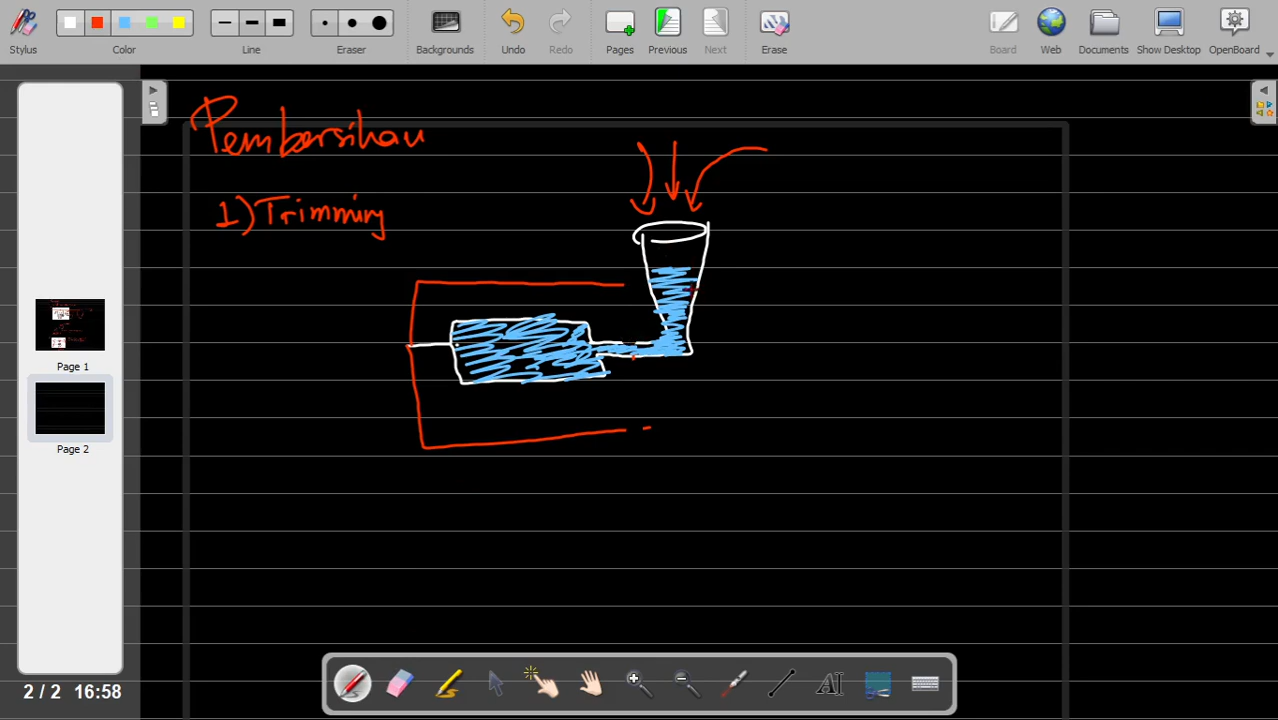 Stylus
Color
Line
Eraser
Backgrounds
Undo
Redo
Pages
Previous
Next
Erase
Board
Web
Documents
Show Desktop
OpenBoard
Pembersihan
1) Trimming
Page 1
Page 2
2 / 2 16:58
AI